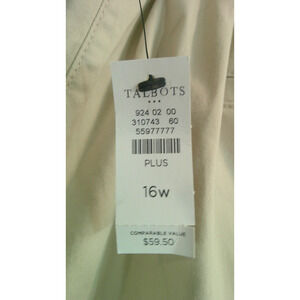 TALBOTS
924 02 00
310743 60
55977777
PLUS
16w
COMPARABLE VALUE
$59.50